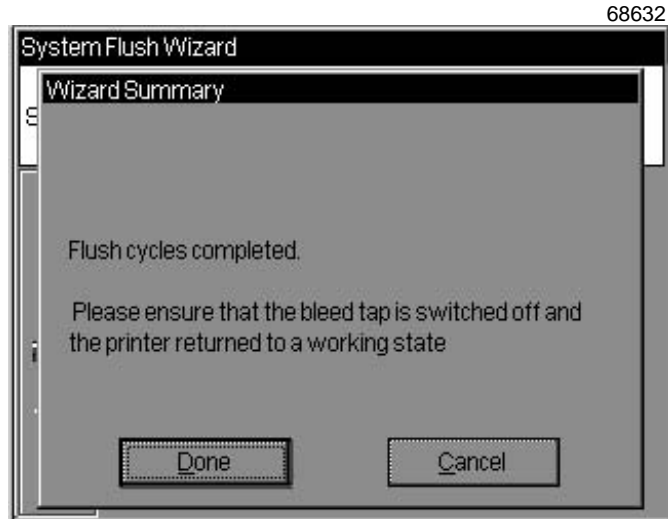 68632
System Flush Wizard
Wizard Summary
S
Flush cycles completed.
Please ensure that the bleed tap is switched off and
the printer returned to a working state
Done
Cancel